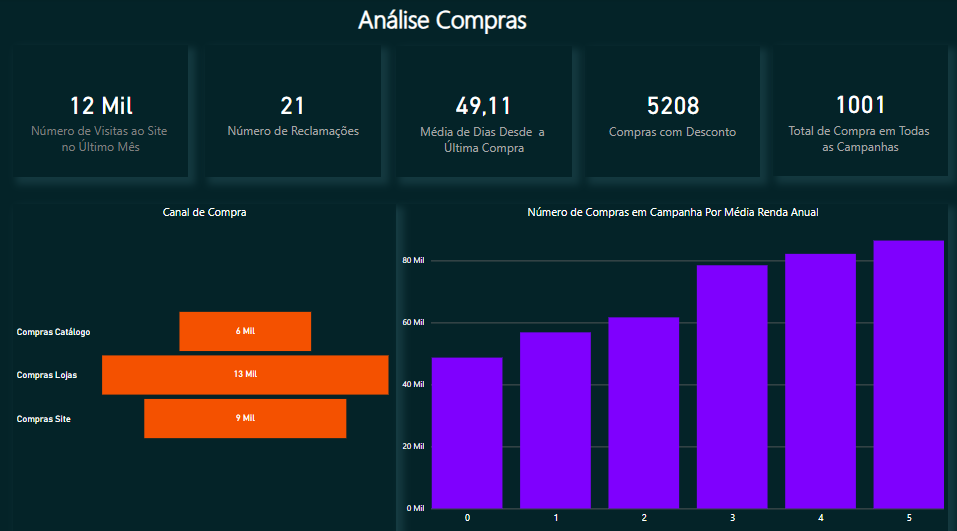 Análise Compras
12 Mil
Número de Visitas ao Site
no Último Mês
21
Número de Reclamações
49,11
Média de Dias Desde a
Última Compra
5208
Compras com Desconto
1001
Total de Compra em Todas
as Campanhas
Canal de Compra
Compras Catálogo
6 Mil
Compras Lojas
13 Mil
Compras Site
9 Mil
Número de Compras em Campanha Por Média Renda Anual
80 Mil
60 Mil
40 Mil
20 Mil
0 Mil
0 1 2 3 4 5